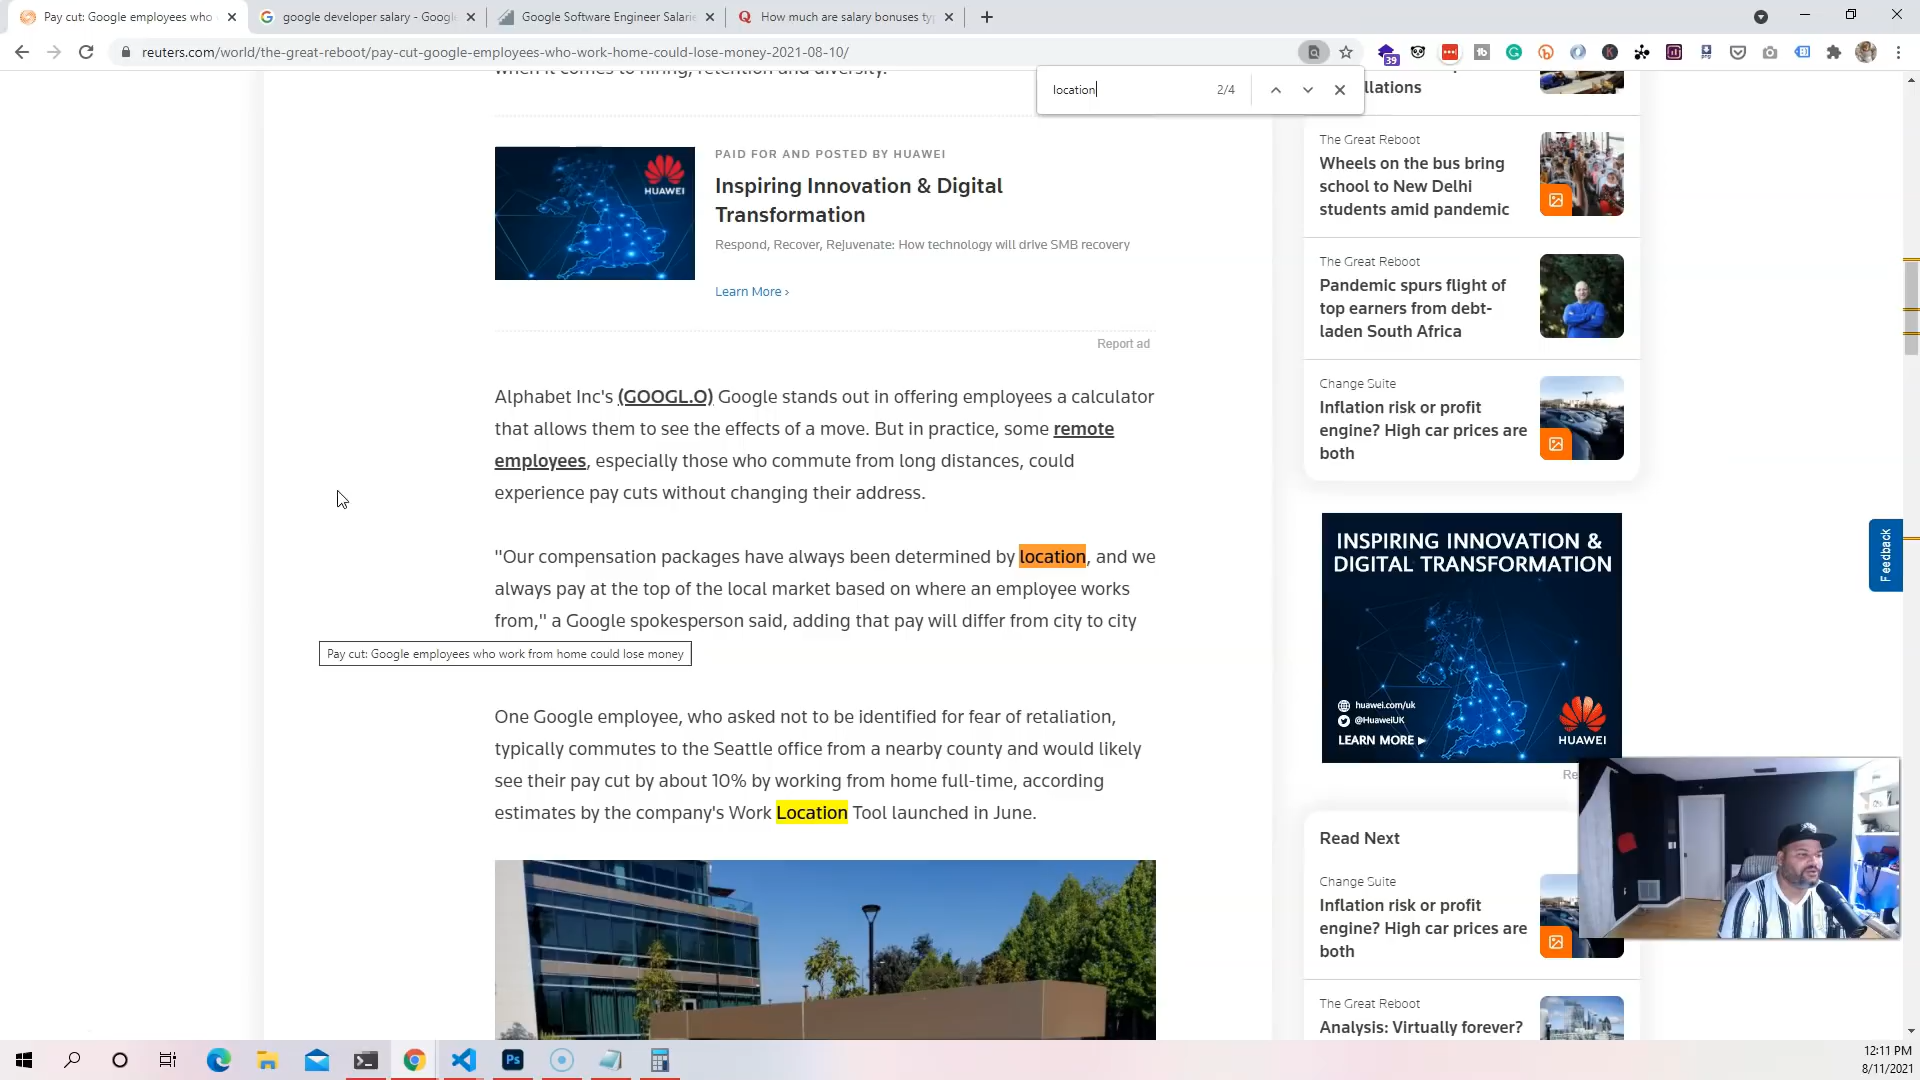 Pay cut: Google employees who
google developer salary - Google
Google Software Engineer Salarie
How much are salary bonuses ty
reuters.com/world/the-great-reboot/pay-cut-google-employees-who-work-home-could-lose-money-2021-08-10/
39
location
2/4
when it comes to hiring, retention and diversity.
PAID FOR AND POSTED BY HUAWEI
HUAWEI
Inspiring Innovation & Digital
Transformation
Respond, Recover, Rejuvenate: How technology will drive SMB recovery
Learn More ›
Report ad
Alphabet Inc's (GOOGL.O) Google stands out in offering employees a calculator
that allows them to see the effects of a move. But in practice, some remote
employees, especially those who commute from long distances, could
experience pay cuts without changing their address.
"Our compensation packages have always been determined by location, and we
always pay at the top of the local market based on where an employee works
from," a Google spokesperson said, adding that pay will differ from city to city
Pay cut: Google employees who work from home could lose money
One Google employee, who asked not to be identified for fear of retaliation,
typically commutes to the Seattle office from a nearby county and would likely
see their pay cut by about 10% by working from home full-time, according
estimates by the company's Work Location Tool launched in June.
llations
The Great Reboot
Wheels on the bus bring
school to New Delhi
students amid pandemic
The Great Reboot
Pandemic spurs flight of
top earners from debt-
laden South Africa
Change Suite
Inflation risk or profit
engine? High car prices are
both
INSPIRING INNOVATION &
DIGITAL TRANSFORMATION
huawei.com/uk
@HuaweiUK
LEARN MORE
HUAWEI
Re
Feedback
Read Next
Change Suite
Inflation risk or profit
engine? High car prices are
both
The Great Reboot
Analysis: Virtually forever?
Ps
12:11 PM
8/11/2021